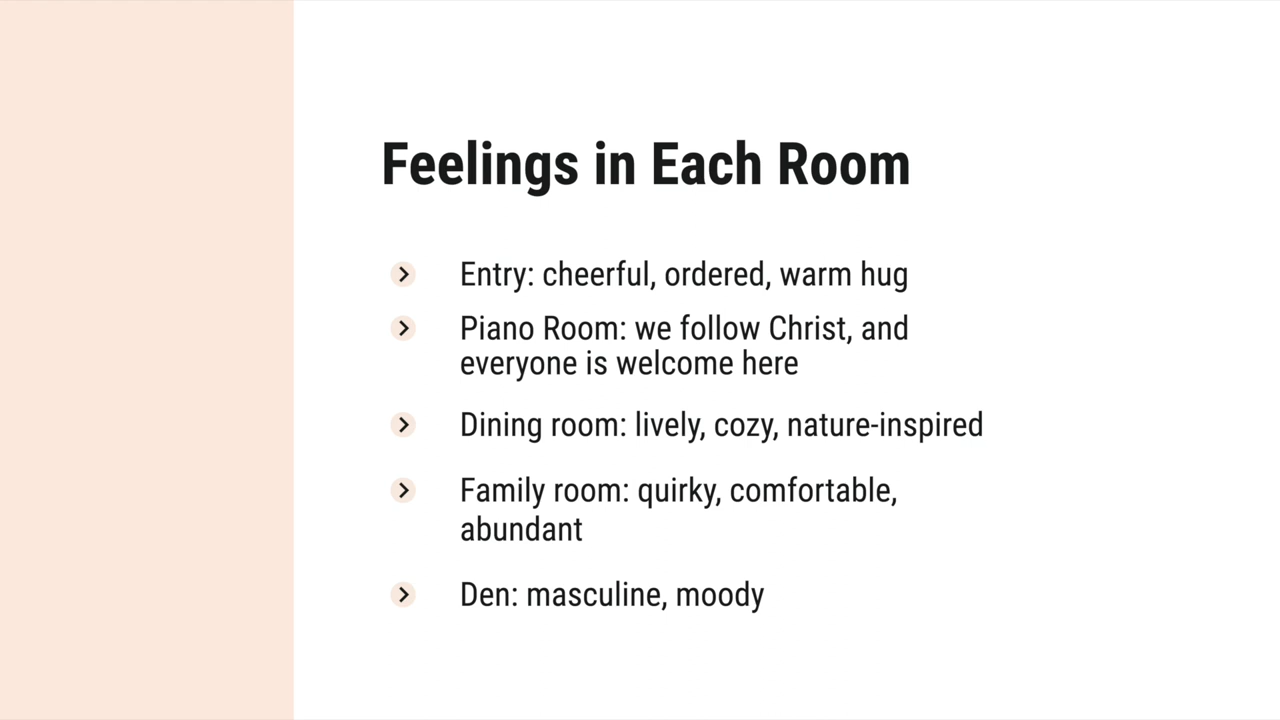 Feelings in Each Room
Entry: cheerful, ordered, warm hug
Piano Room: we follow Christ, and
everyone is welcome here
Dining room: lively, cozy, nature-inspired
Family room: quirky, comfortable,
abundant
Den: masculine, moody